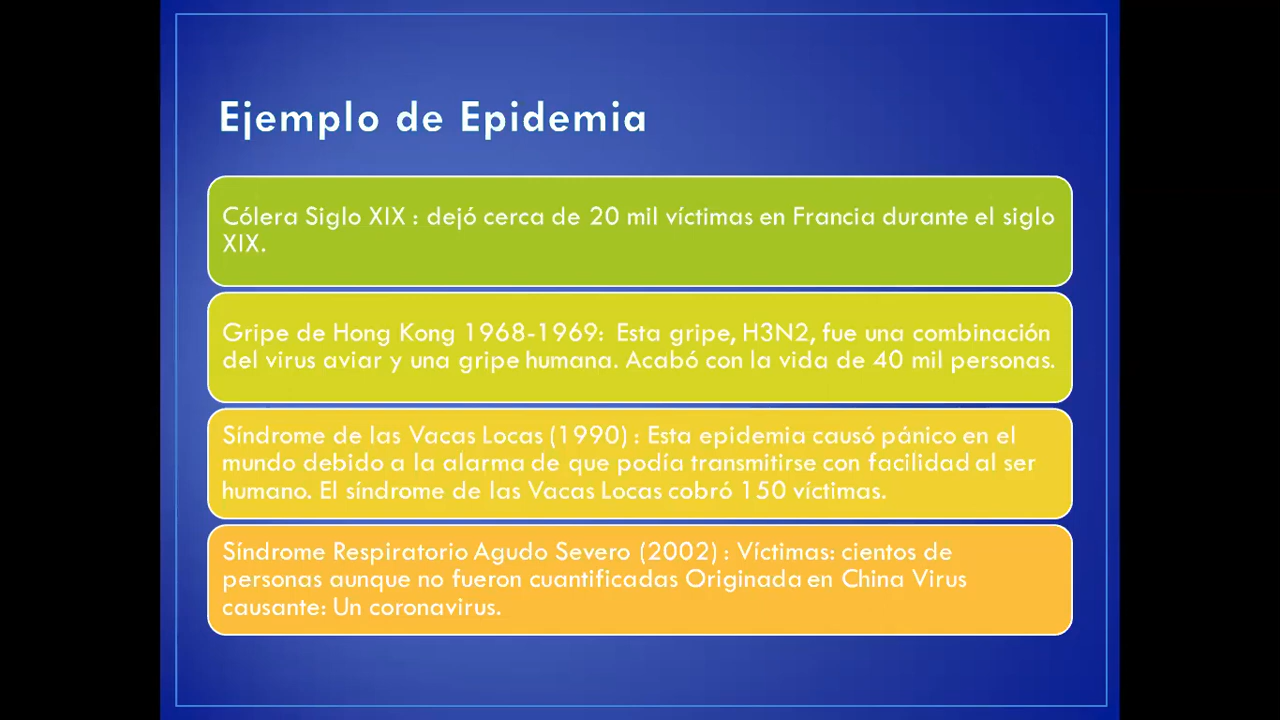 Ejemplo de Epidemia
Cólera Siglo XIX : dejó cerca de 20 mil víctimas en Francia durante el siglo
XIX.
Gripe de Hong Kong 1968-1969: Esta gripe, H3N2, fue una combinación
del virus aviar y una gripe humana. Acabó con la vida de 40 mil personas.
Síndrome de las Vacas Locas (1990) : Esta epidemia causó pánico en el
mundo debido a la alarma de que podía transmitirse con facilidad al ser
humano. El síndrome de las Vacas Locas cobró 150 víctimas.
Síndrome Respiratorio Agudo Severo (2002) : Víctimas: cientos de
personas aunque no fueron cuantificadas Originada en China Virus
causante: Un coronavirus.